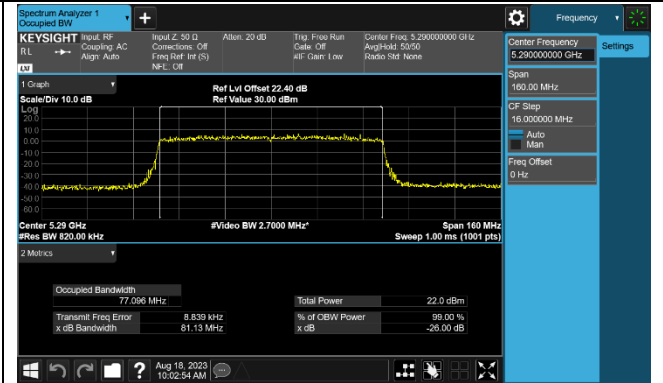 Spectrum Analyzer 1
Occupied BW
+
Frequency
KEYSIGHT
RL
LXI
Input: RF
Coupling: AC
Align: Auto
Input Z: 50 Ω
Corrections: Off
Freq Ref: Int (S)
NFE: Off
Atten: 20 dB
Trig: Free Run
Gate: Off
#IF Gain: Low
Center Freq: 5.290000000 GHz
Avg|Hold: 50/50
Radio Std: None
Center Frequency
5.290000000 GHz
Settings
Span
160.00 MHz
CF Step
16.000000 MHz
Auto
Man
Freq Offset
0 Hz
1 Graph
Scale/Div 10.0 dB
Ref Lvl Offset 22.40 dB
Ref Value 30.00 dBm
Log
20.0
10.0
0.00
-10.0
-20.0
-30.0
-40.0
-50.0
-60.0
Center 5.29 GHz
#Res BW 820.00 kHz
#Video BW 2.7000 MHz*
Span 160 MHz
Sweep 1.00 ms (1001 pts)
2 Metrics
Occupied Bandwidth
77.096 MHz
Total Power 22.0 dBm
Transmit Freq Error 8.839 kHz
% of OBW Power 99.00 %
x dB Bandwidth 81.13 MHz
x dB -26.00 dB
?
Aug 18, 2023
10:02:54 AM